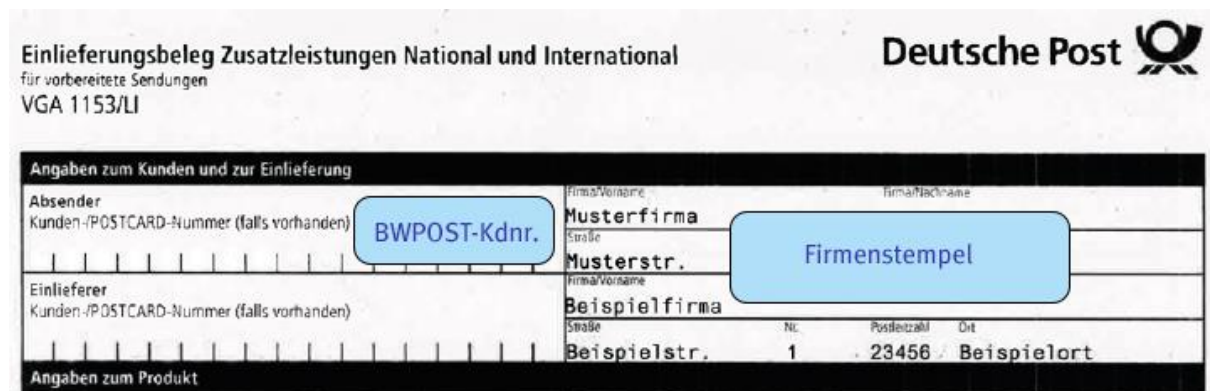 Einlieferungsbeleg Zusatzleistungen National und International
für vorbereitete Sendungen
VGA 1153/LI
Deutsche Post
Angaben zum Kunden und zur Einlieferung
Absender
Kunden-/POSTCARD-Nummer (falls vorhanden)
BWPOST-Kdnr.
Firma/Vorname Firma/Nachname
Musterfirma
Straße
Musterstr.
Firmenstempel
Einlieferer
Kunden-/POSTCARD-Nummer (falls vorhanden)
Firma/Vorname
Beispielfirma
Straße Nr. Postleitzahl Ort
Beispielstr. 1 23456 Beispielort
Angaben zum Produkt